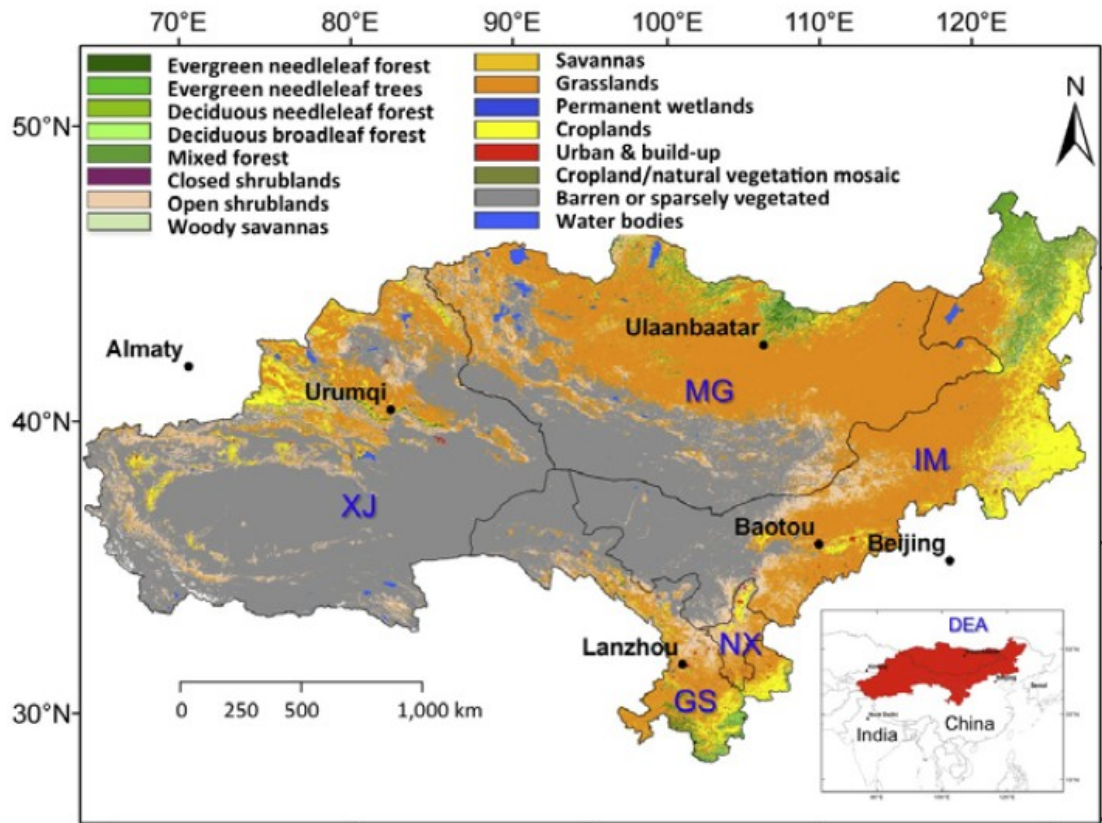 70°E 80°E 90°E 100°E 110°E 120°E
Evergreen needleleaf forest
Evergreen needleleaf trees
Deciduous needleleaf forest
Deciduous broadleaf forest
Mixed forest
Closed shrublands
Open shrublands
Woody savannas
Savannas
Grasslands
Permanent wetlands
Croplands
Urban & build-up
Cropland/natural vegetation mosaic
Barren or sparsely vegetated
Water bodies
N
50°N
Ulaanbaatar
Almaty
Urumqi
MG
40°N
IM
XJ
Baotou
Beijing
DEA
Lanzhou
NX
GS
0 250 500 1,000 km
30°N
China
India